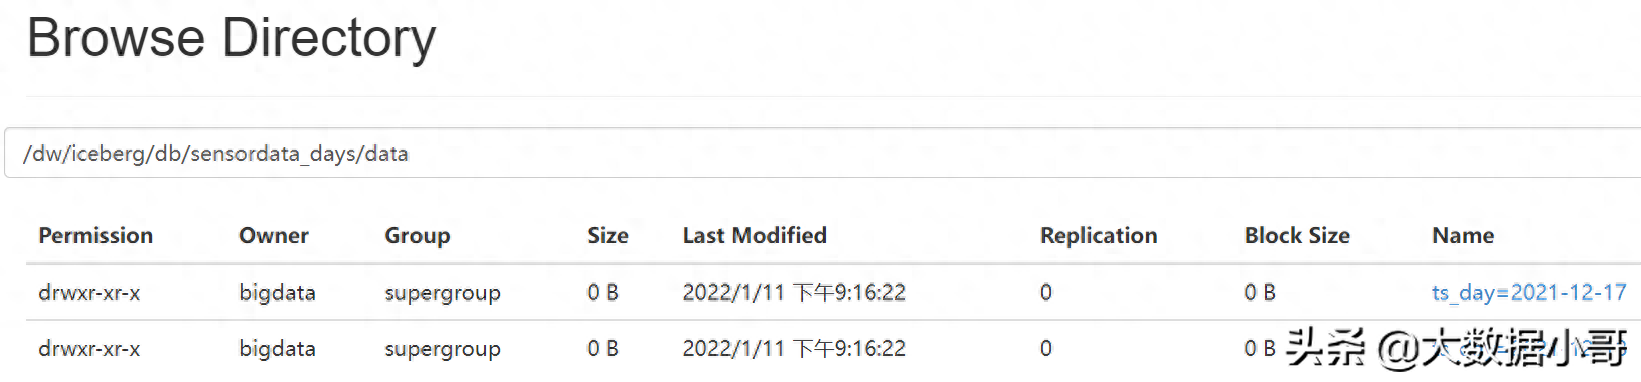 Browse Directory
/dw/iceberg/db/sensordata_days/data
Permission Owner Group Size Last Modified Replication Block Size Name
drwxr-xr-x bigdata supergroup 0 B 2022/1/11 下午9:16:22 0 0 B ts_day=2021-12-17
drwxr-xr-x bigdata supergroup 0 B 2022/1/11 下午9:16:22 0 0 B
头条 @大数据小哥